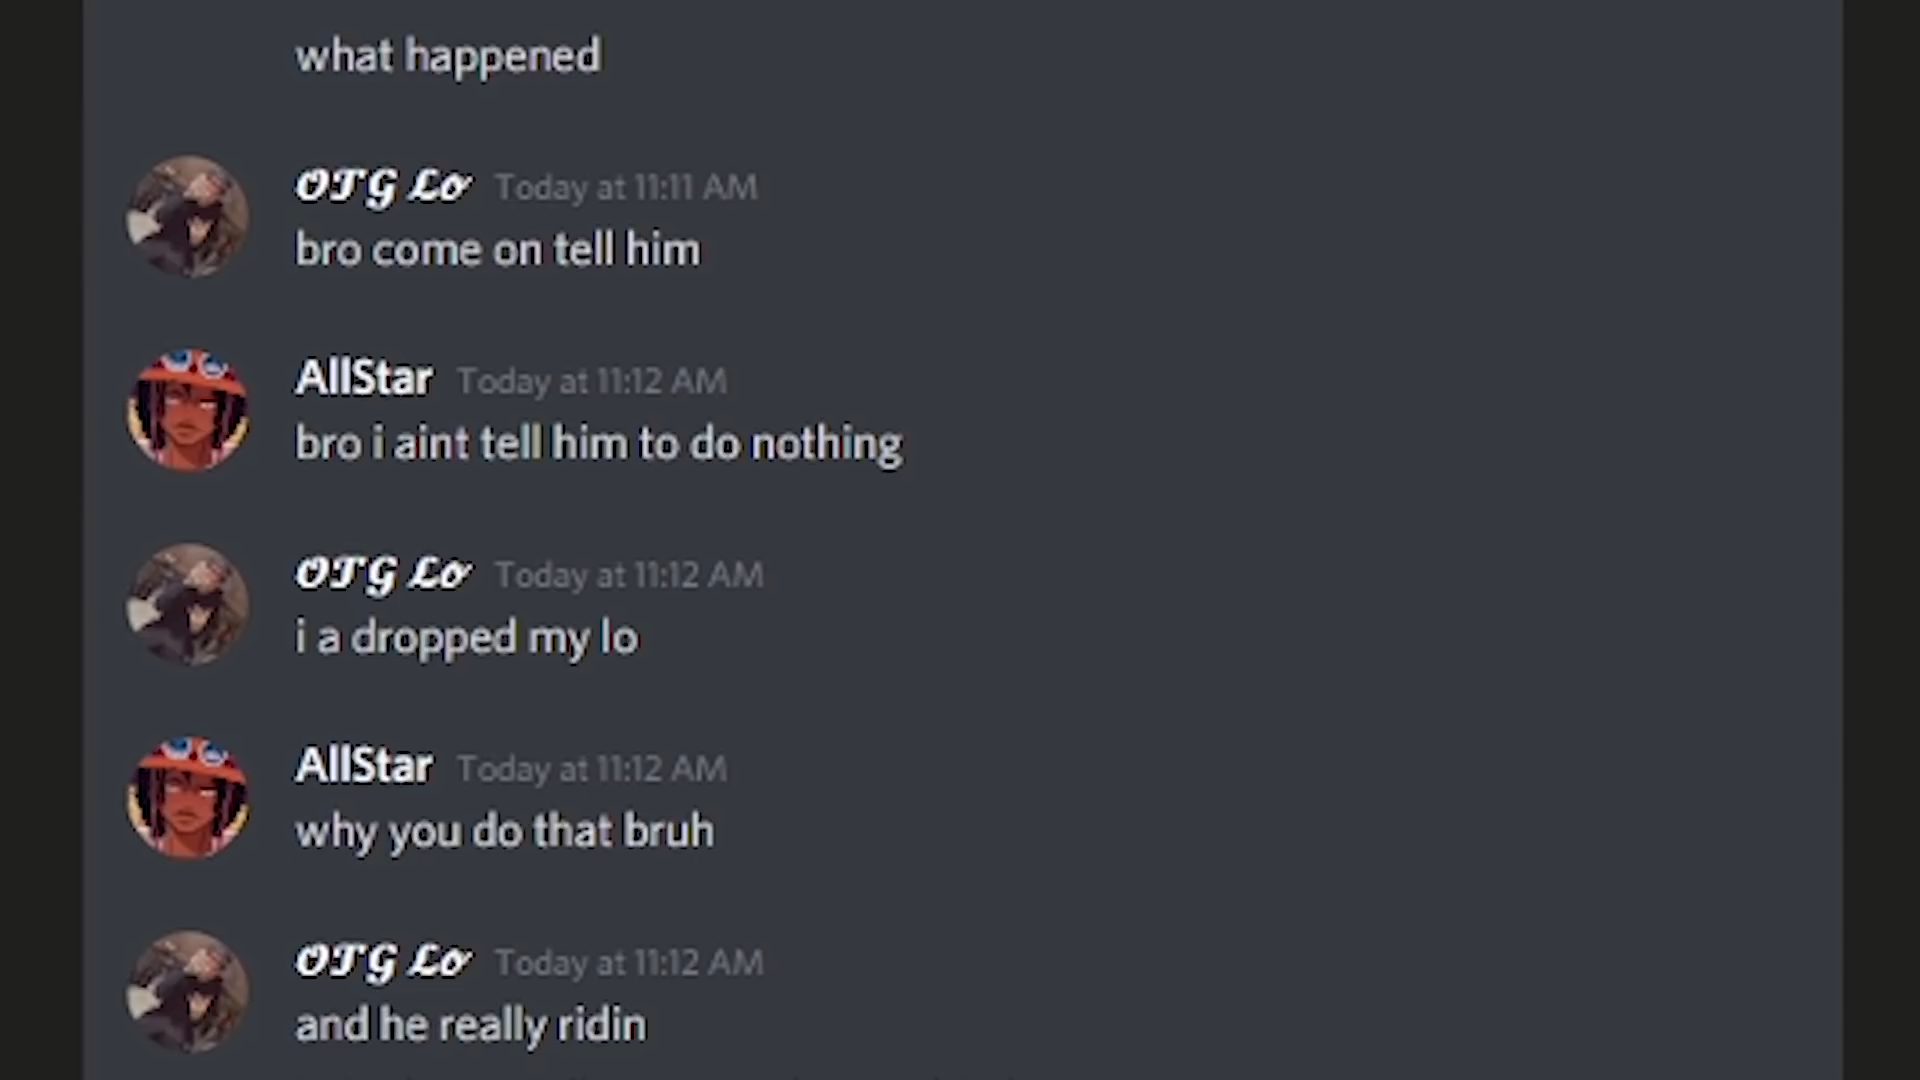 what happened
𝓞𝓣𝓖 𝓛𝓸 Today at 11:11 AM
bro come on tell him
AllStar Today at 11:12 AM
bro i aint tell him to do nothing
𝓞𝓣𝓖 𝓛𝓸 Today at 11:12 AM
i a dropped my lo
AllStar Today at 11:12 AM
why you do that bruh
𝓞𝓣𝓖 𝓛𝓸 Today at 11:12 AM
and he really ridin